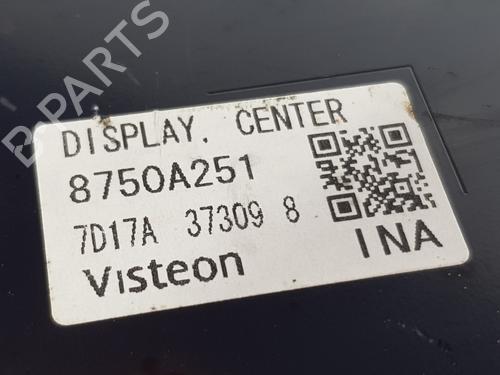 B PARTS
DISPLAY, CENTER
8750A251
7D17A 37309 8
Visteon
INA